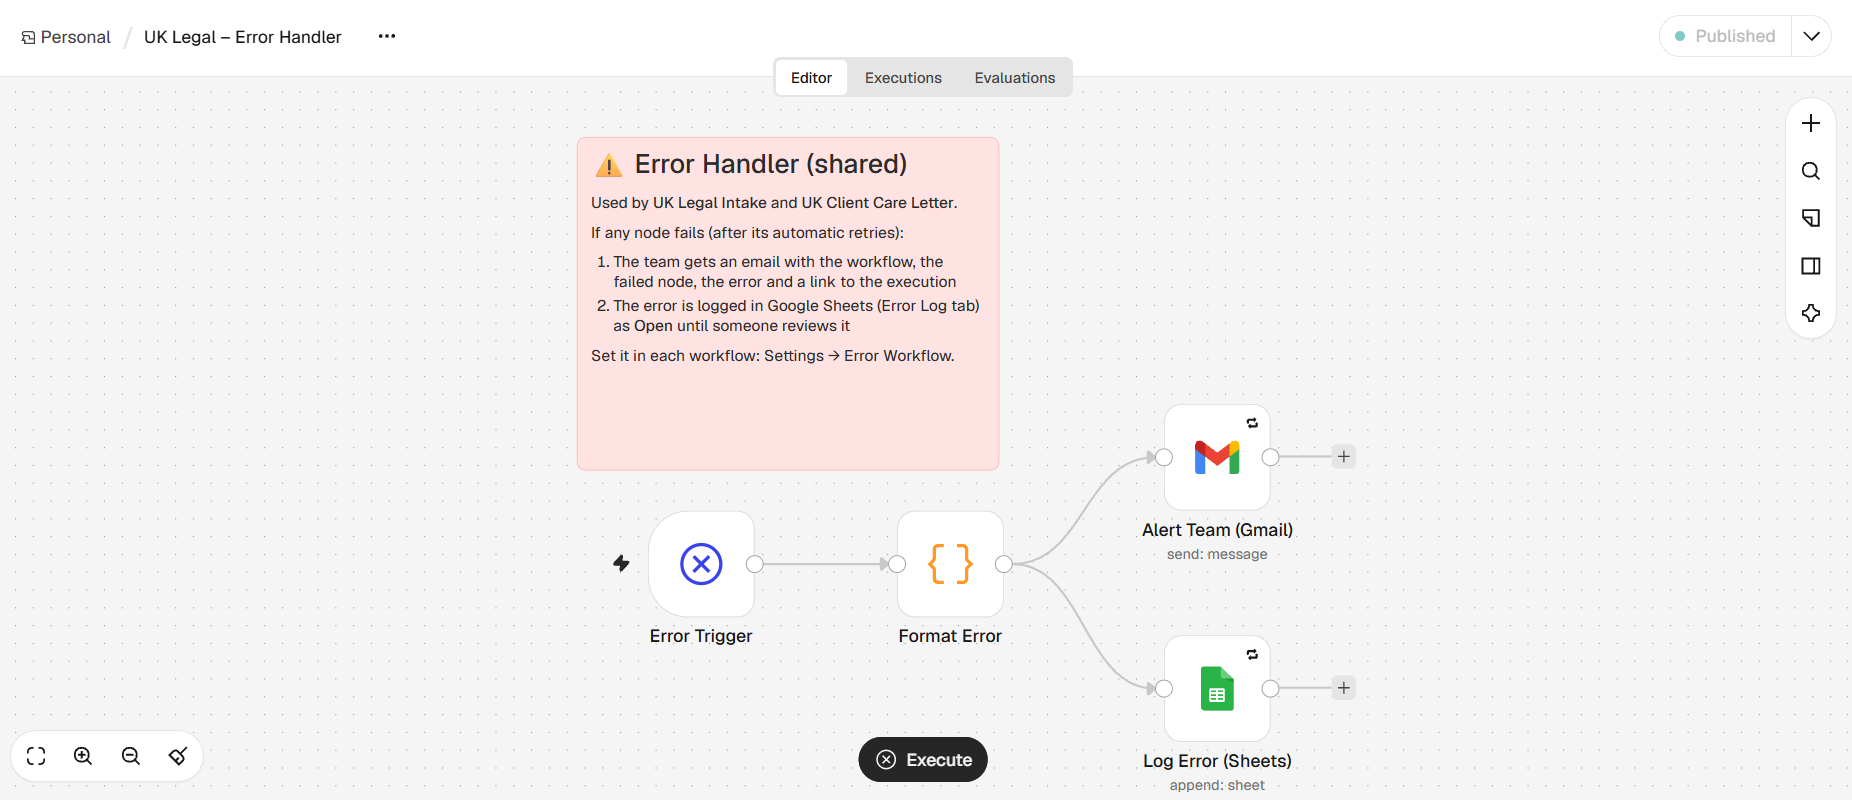 Personal / UK Legal – Error Handler ...
Published
Editor Executions Evaluations
⚠️ Error Handler (shared)
Used by UK Legal Intake and UK Client Care Letter.
If any node fails (after its automatic retries):
1. The team gets an email with the workflow, the
failed node, the error and a link to the execution
2. The error is logged in Google Sheets (Error Log tab)
as Open until someone reviews it
Set it in each workflow: Settings → Error Workflow.
Alert Team (Gmail)
send: message
Error Trigger
Format Error
Log Error (Sheets)
append: sheet
Execute